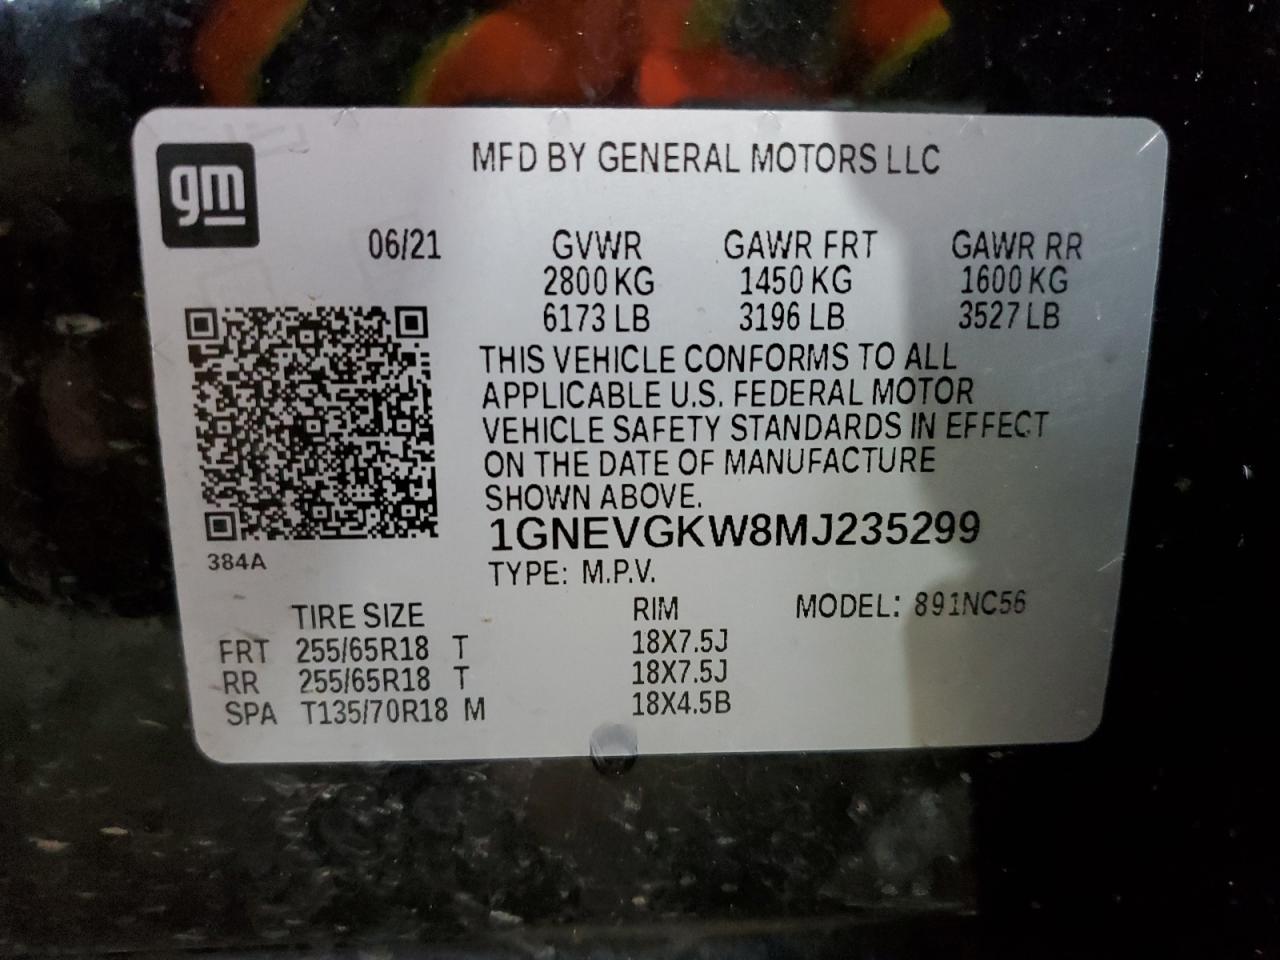 gm
MFD BY GENERAL MOTORS LLC
06/21 GVWR GAWR FRT GAWR RR
2800 KG 1450 KG 1600 KG
6173 LB 3196 LB 3527 LB
THIS VEHICLE CONFORMS TO ALL
APPLICABLE U.S. FEDERAL MOTOR
VEHICLE SAFETY STANDARDS IN EFFECT
ON THE DATE OF MANUFACTURE
SHOWN ABOVE.
1GNEVGKW8MJ235299
384A
TYPE: M.P.V.
TIRE SIZE RIM MODEL: 891NC56
FRT 255/65R18 T 18X7.5J
RR 255/65R18 T 18X7.5J
SPA T135/70R18 M 18X4.5B